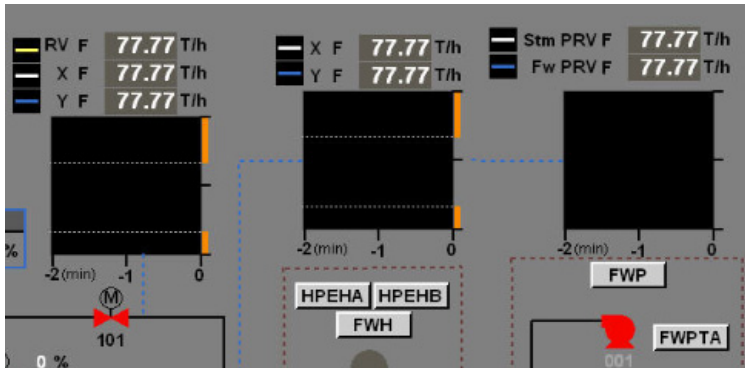 RV F 77.77 T/h
X F 77.77 T/h
Y F 77.77 T/h
X F 77.77 T/h
Y F 77.77 T/h
Stm PRV F 77.77 T/h
Fw PRV F 77.77 T/h
%
-2 (min) -1 0
-2 (min) -1 0
-2 (min) -1 0
M
101
0 %
HPEHA HPEHB
FWH
FWP
FWPTA
001